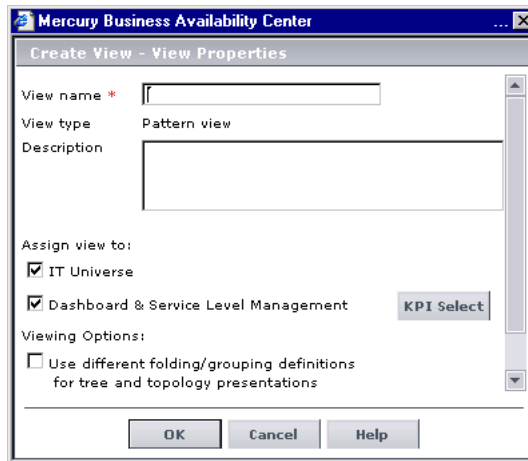 Mercury Business Availability Center ...
Create View - View Properties
View name *
View type Pattern view
Description
Assign view to:
IT Universe
Dashboard & Service Level Management KPI Select
Viewing Options:
Use different folding/grouping definitions
for tree and topology presentations
OK Cancel Help